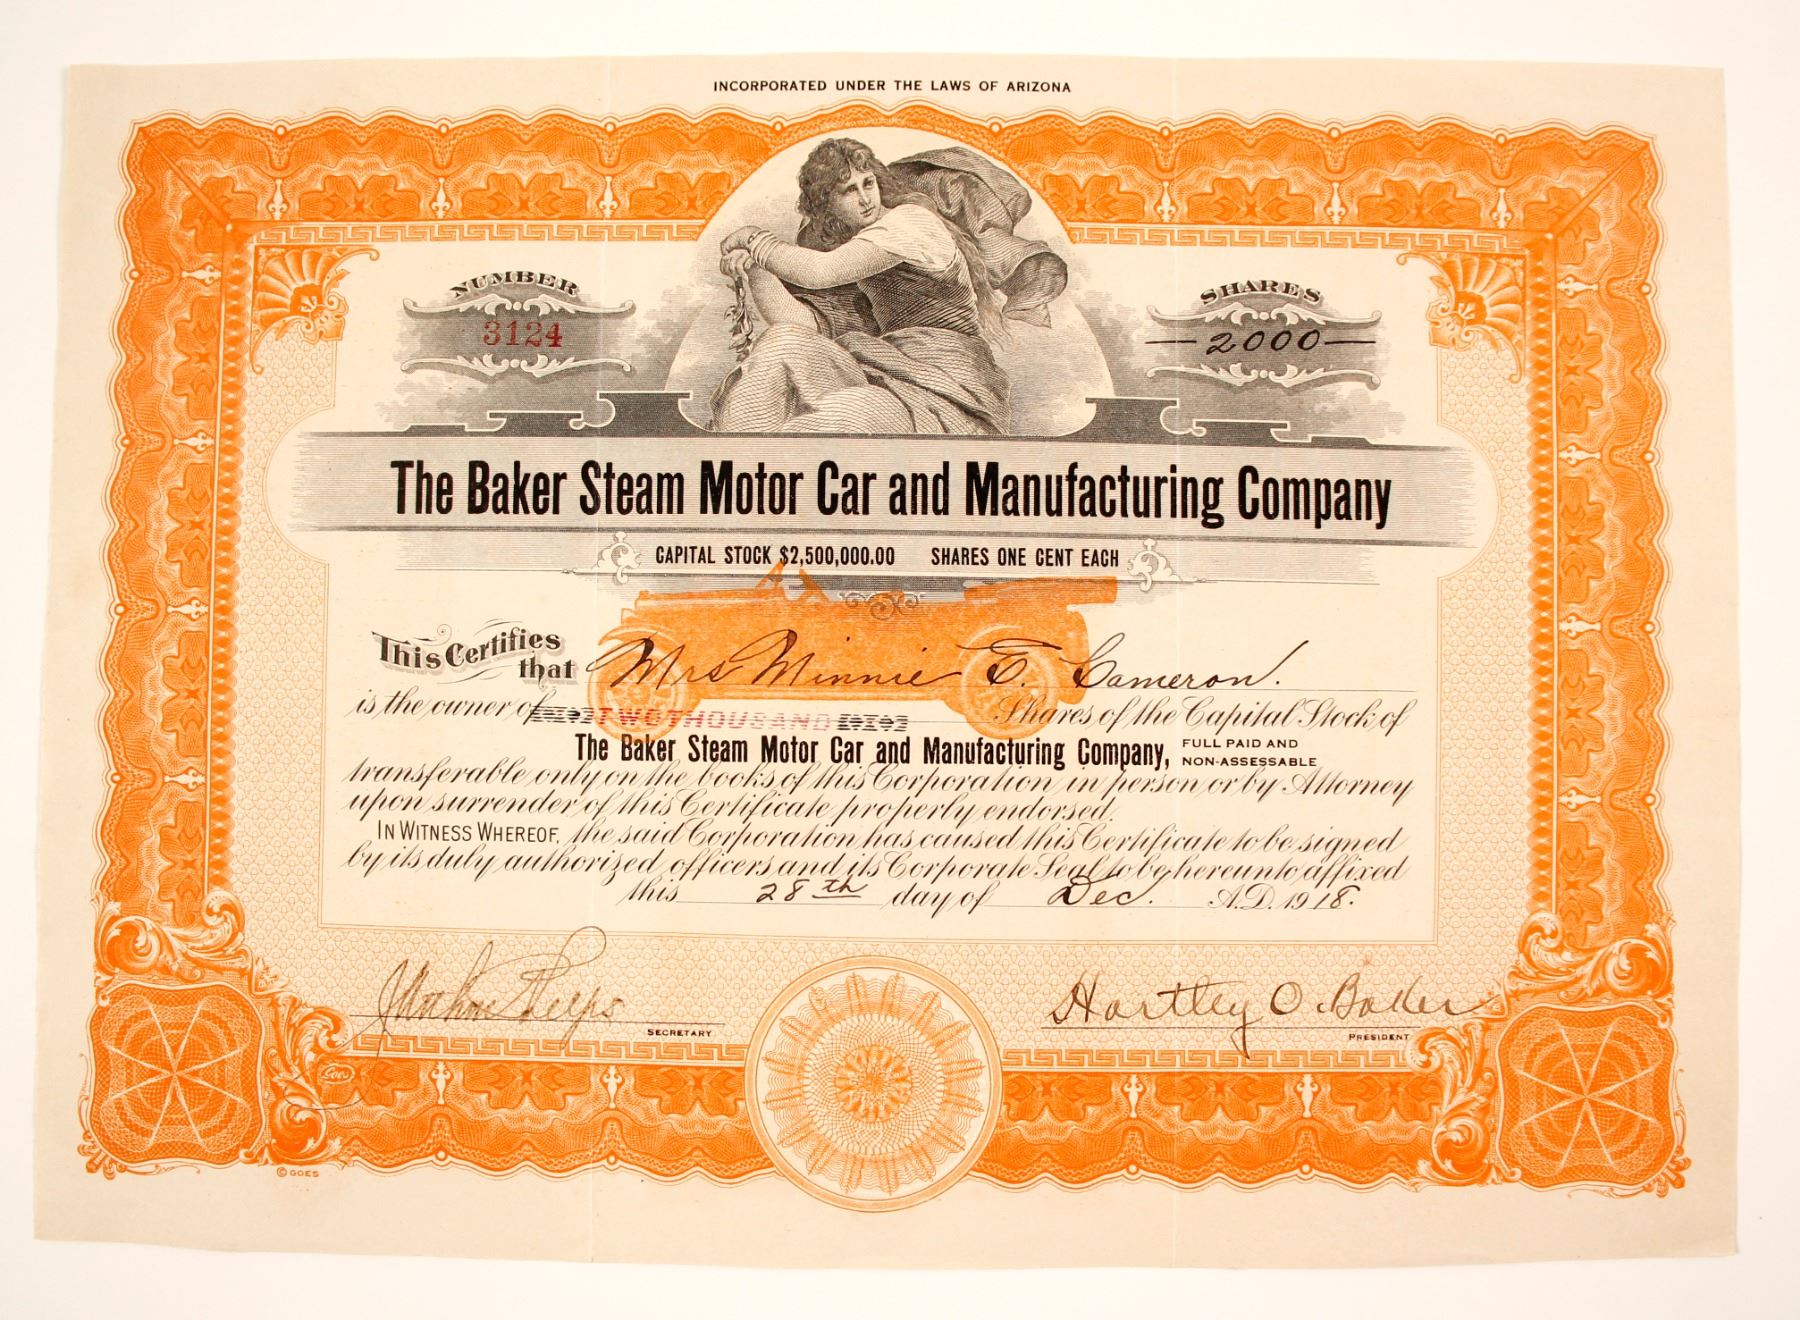 INCORPORATED UNDER THE LAWS OF ARIZONA
NUMBER
3124
SHARES
2000
The Baker Steam Motor Car and Manufacturing Company
CAPITAL STOCK $2,500,000.00 SHARES ONE CENT EACH
This Certifies
that Mrs Minnie E. Cameron.
is the owner of TWO THOUSAND Shares of the Capital Stock of
The Baker Steam Motor Car and Manufacturing Company, FULL PAID AND
NON-ASSESSABLE
transferable only on the books of this Corporation in person or by Attorney
upon surrender of this Certificate properly endorsed.
IN WITNESS WHEREOF, the said Corporation has caused this Certificate to be signed
by its duly authorized officers and its Corporate Seal to be hereunto affixed
this 28th day of Dec. A.D. 1918.
Phelps
SECRETARY
Hartley O. Baker
PRESIDENT
Goes
© GOES